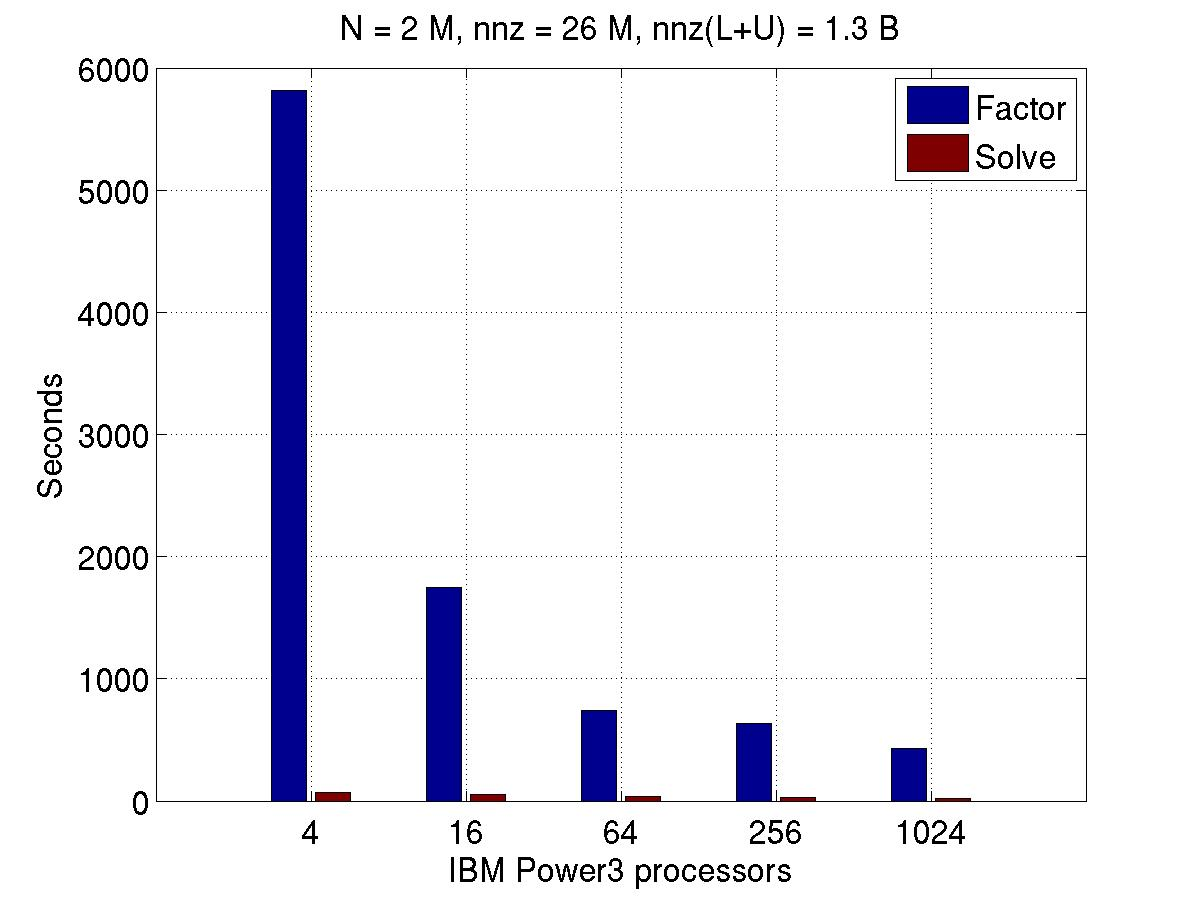 N = 2 M, nnz = 26 M, nnz(L+U) = 1.3 B
6000
5000
4000
3000
2000
1000
0
Seconds
Factor
Solve
4 16 64 256 1024
IBM Power3 processors